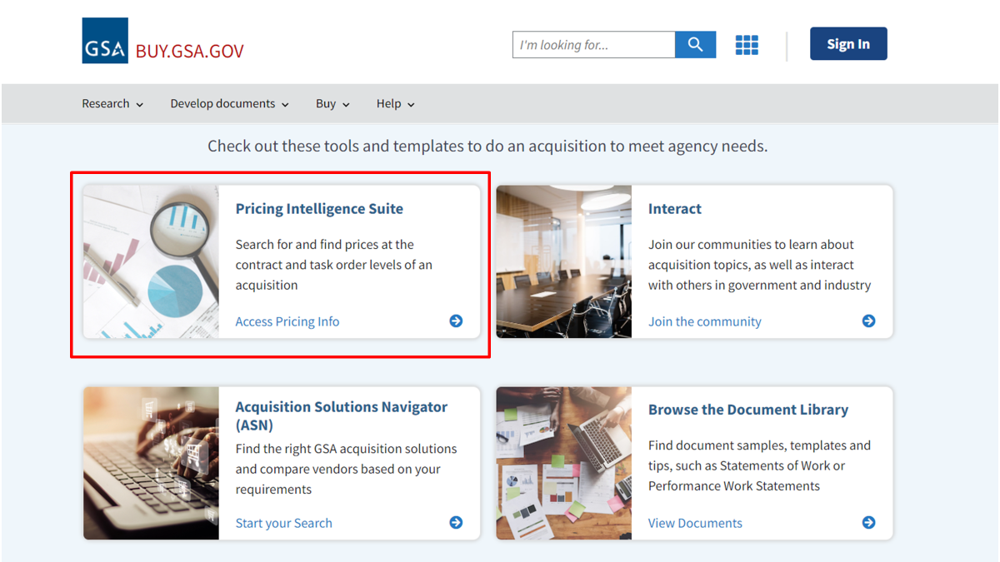 GSA BUY.GSA.GOV
I'm looking for...
Sign In
Research
Develop documents
Buy
Help
Check out these tools and templates to do an acquisition to meet agency needs.
Pricing Intelligence Suite
Search for and find prices at the
contract and task order levels of an
acquisition
Access Pricing Info
Interact
Join our communities to learn about
acquisition topics, as well as interact
with others in government and industry
Join the community
Acquisition Solutions Navigator
(ASN)
Find the right GSA acquisition solutions
and compare vendors based on your
requirements
Start your Search
Browse the Document Library
Find document samples, templates and
tips, such as Statements of Work or
Performance Work Statements
View Documents